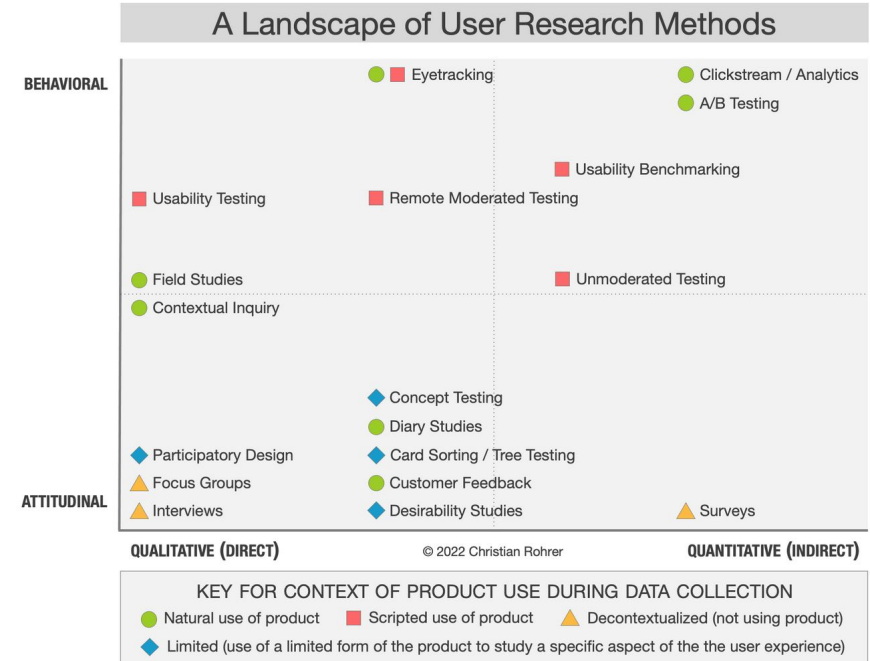 A Landscape of User Research Methods
BEHAVIORAL
Eyetracking
Clickstream / Analytics
A/B Testing
Usability Benchmarking
Usability Testing
Remote Moderated Testing
Field Studies
Unmoderated Testing
Contextual Inquiry
Concept Testing
Diary Studies
Participatory Design
Card Sorting / Tree Testing
Focus Groups
Customer Feedback
ATTITUDINAL
Interviews
Desirability Studies
Surveys
QUALITATIVE (DIRECT)
© 2022 Christian Rohrer
QUANTITATIVE (INDIRECT)
KEY FOR CONTEXT OF PRODUCT USE DURING DATA COLLECTION
Natural use of product
Scripted use of product
Decontextualized (not using product)
Limited (use of a limited form of the product to study a specific aspect of the the user experience)